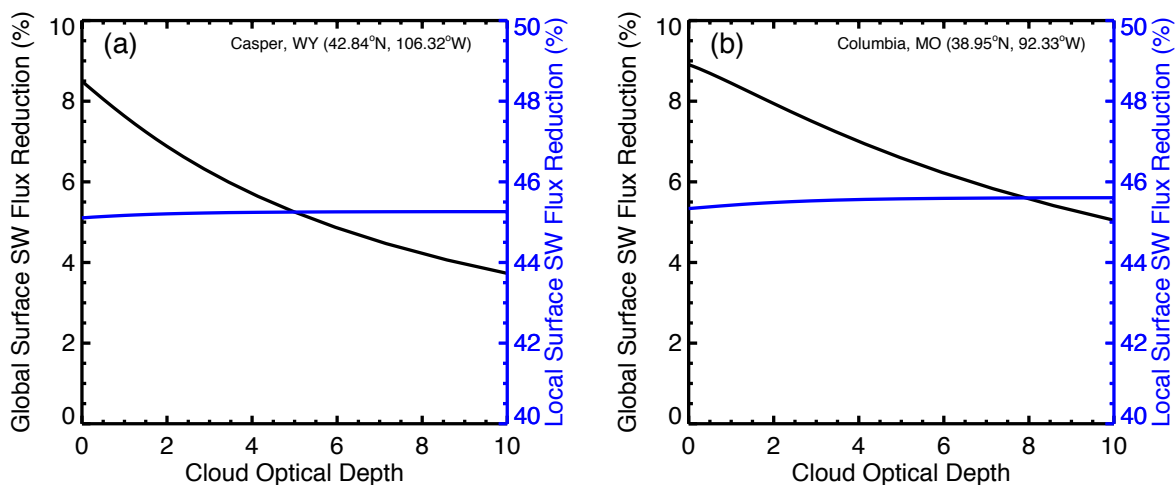 (a)
Casper, WY (42.84°N, 106.32°W)
Global Surface SW Flux Reduction (%)
10
8
6
4
2
0
0 2 4 6 8 10
Cloud Optical Depth
50
48
46
44
42
40
Local Surface SW Flux Reduction (%)
(b)
Columbia, MO (38.95°N, 92.33°W)
Global Surface SW Flux Reduction (%)
10
8
6
4
2
0
0 2 4 6 8 10
Cloud Optical Depth
50
48
46
44
42
40
Local Surface SW Flux Reduction (%)